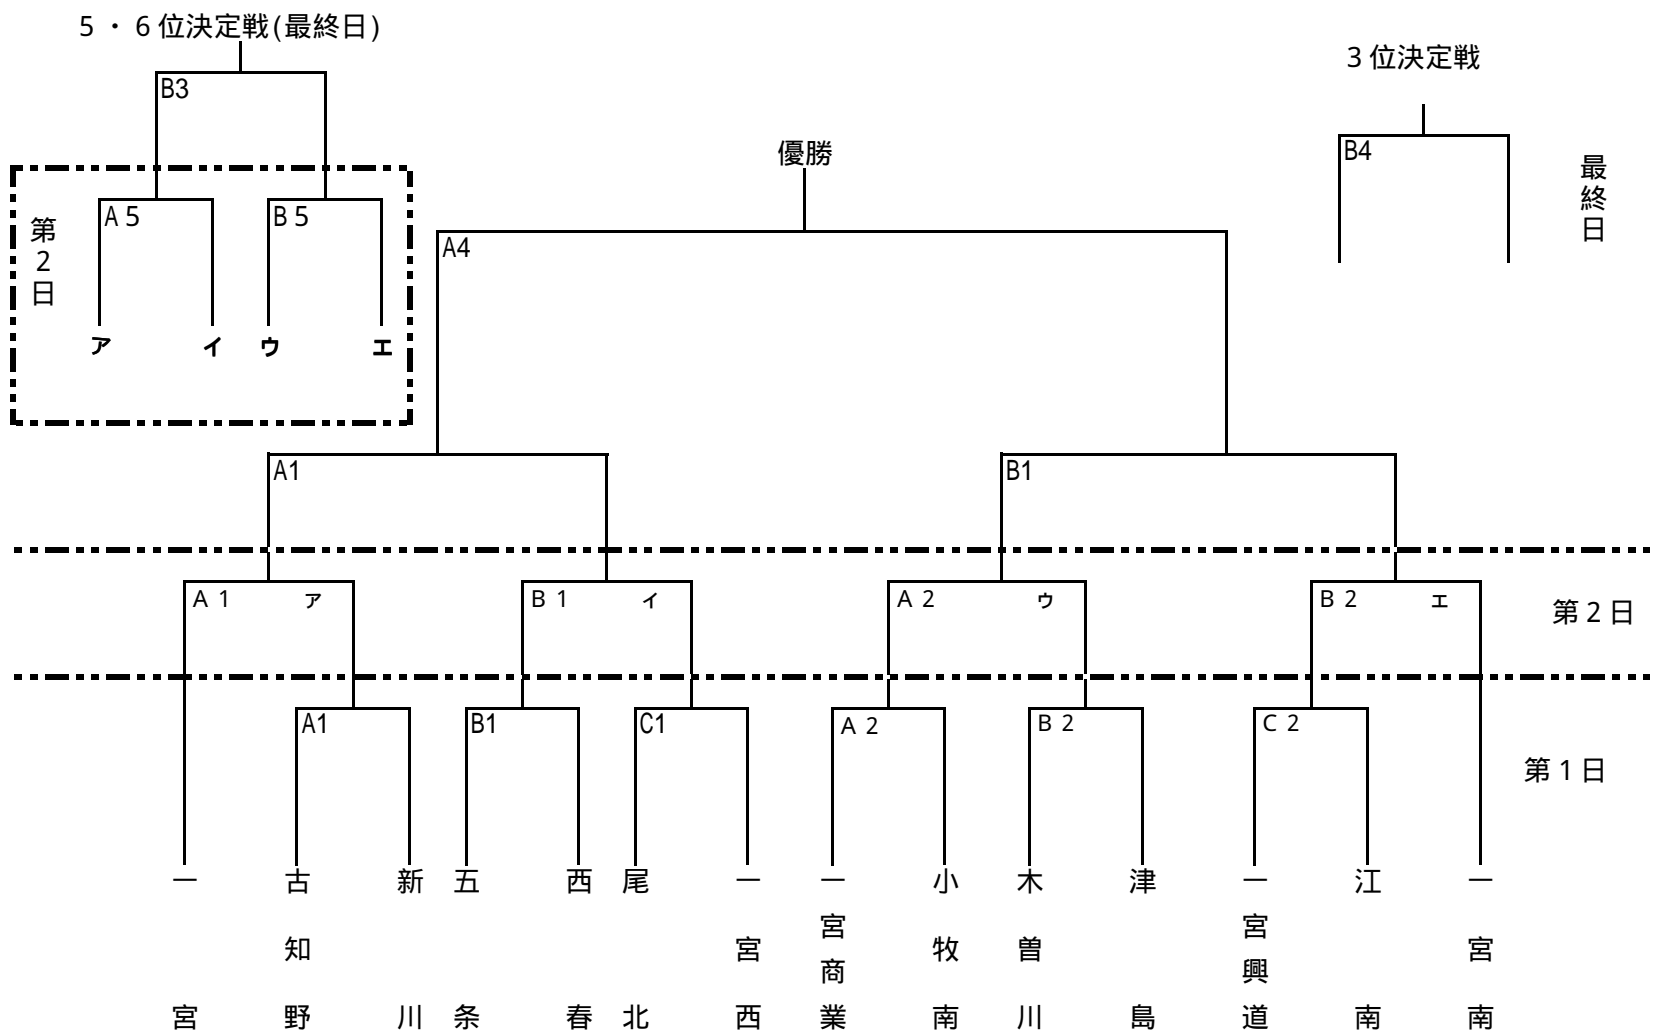 5・6位決定戦(最終日)
3位決定戦
B3
優勝
B4
最終日
A5
B5
第2日
A4
ア
イ
ウ
エ
A1
B1
A1
ア
B1
イ
A2
ウ
B2
エ
第2日
A1
B1
C1
A2
B2
C2
第1日
一宮
古知野
新川
五条
西春
尾北
一宮西
一宮商業
小牧南
木曽川
津島
一宮興道
江南
一宮南